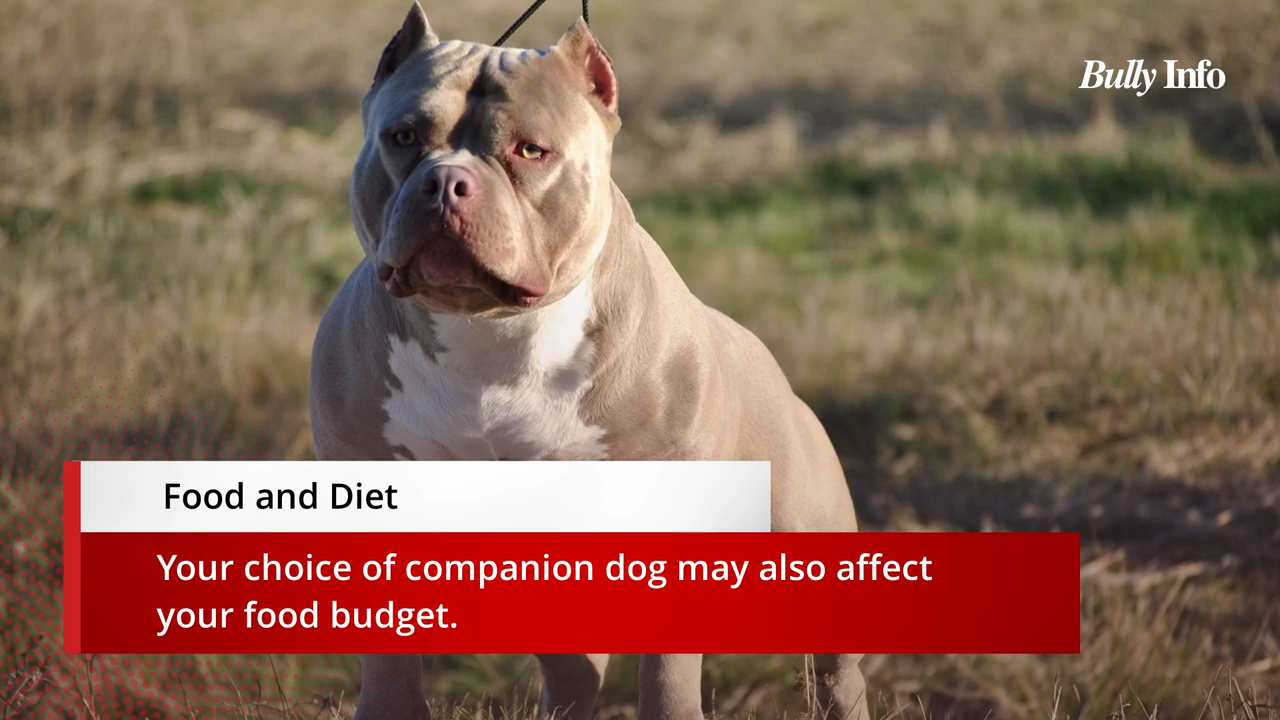 Bully Info
Food and Diet
Your choice of companion dog may also affect
your food budget.